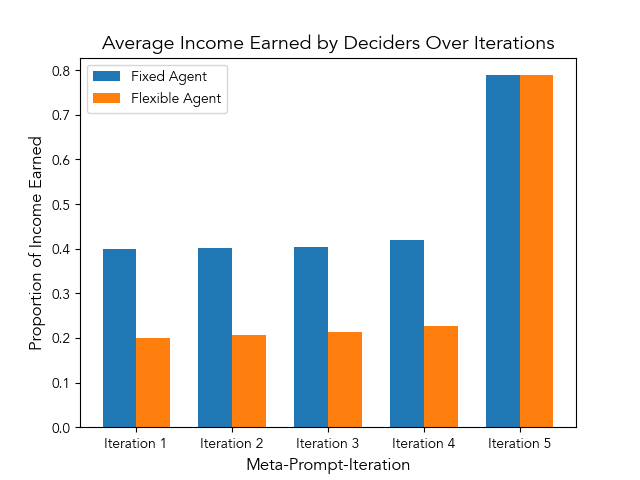 Average Income Earned by Deciders Over Iterations
Fixed Agent
Flexible Agent
Proportion of Income Earned
0.8
0.7
0.6
0.5
0.4
0.3
0.2
0.1
0.0
Iteration 1
Iteration 2
Iteration 3
Iteration 4
Iteration 5
Meta-Prompt-Iteration